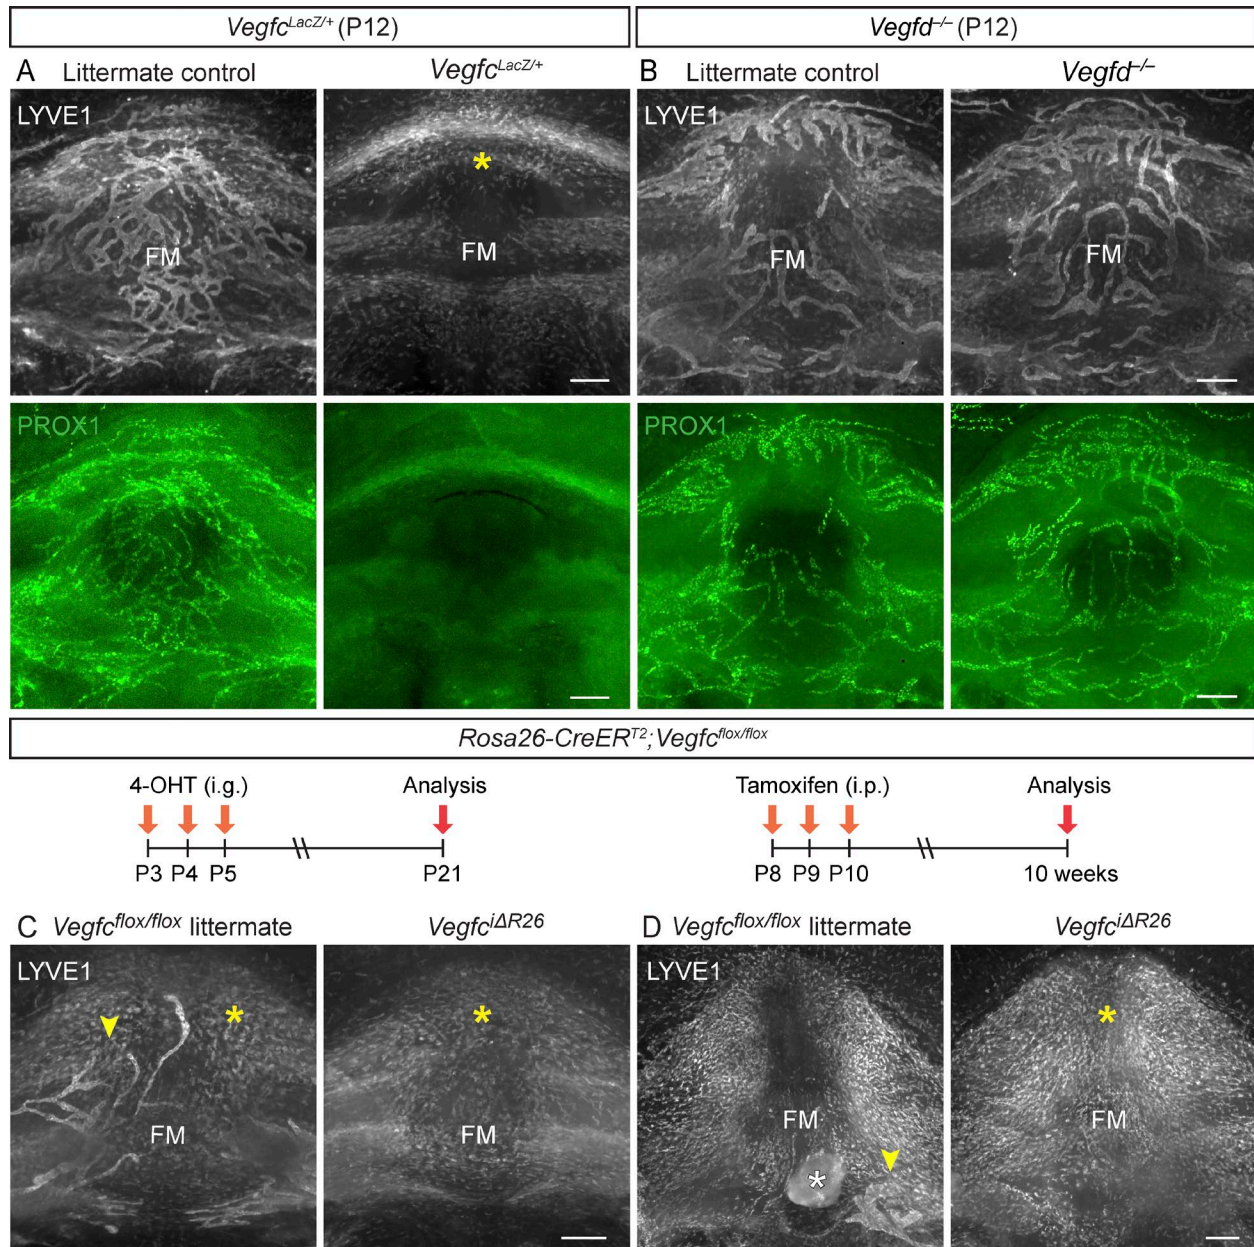 Vegfc^LacZ/+ (P12)
Vegfd^–/– (P12)
A Littermate control Vegfc^LacZ/+
B Littermate control Vegfd^–/–
LYVE1
*
FM
FM
LYVE1
FM
FM
PROX1
PROX1
Rosa26-CreER^T2;Vegfc^flox/flox
4-OHT (i.g.) Analysis
P3 P4 P5 P21
Tamoxifen (i.p.) Analysis
P8 P9 P10 10 weeks
C Vegfc^flox/flox littermate Vegfc^iΔR26
D Vegfc^flox/flox littermate Vegfc^iΔR26
LYVE1
*
*
FM
FM
LYVE1
*
FM
FM
*